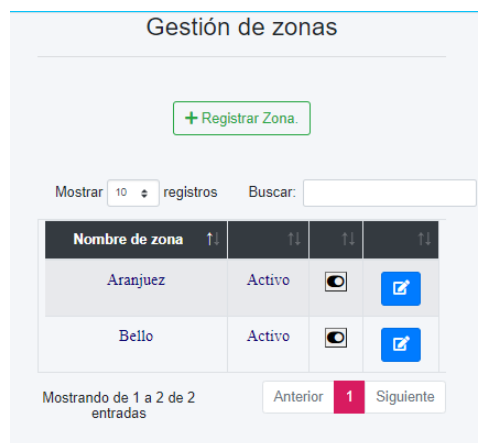 Gestión de zonas
+ Registrar Zona.
Mostrar 10 registros Buscar:
Nombre de zona
Aranjuez Activo
Bello Activo
Mostrando de 1 a 2 de 2
entradas
Anterior 1 Siguiente